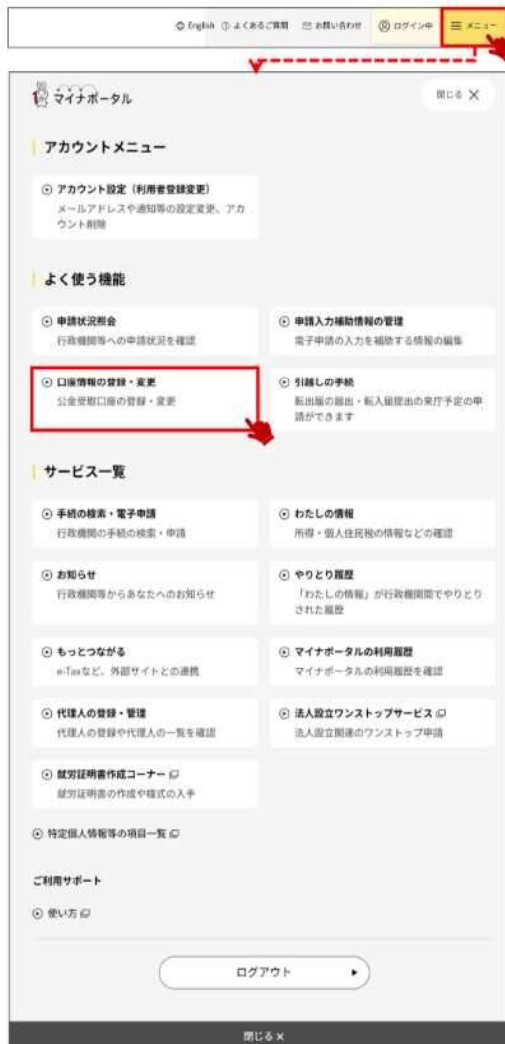 English よくあるご質問 お問い合わせ ログイン中 メニュー
マイナポータル
閉じる ×
アカウントメニュー
アカウント設定（利用者登録変更）
メールアドレスや通知等の設定変更、アカ
ウント削除
よく使う機能
申請状況照会
行政機関等への申請状況を確認
申請入力補助情報の管理
電子申請の入力を補助する情報の編集
口座情報の登録・変更
公金受取口座の登録・変更
引越しの手続
転出届の届出・転入届提出の来庁予定の申
請ができます
サービス一覧
手続の検索・電子申請
行政機関の手続の検索・申請
わたしの情報
所得・個人住民税の情報などの確認
お知らせ
行政機関等からあなたへのお知らせ
やりとり履歴
「わたしの情報」が行政機関間でやりとり
された履歴
もっとつながる
e-Taxなど、外部サイトとの連携
マイナポータルの利用履歴
マイナポータルの利用履歴を確認
代理人の登録・管理
代理人の登録や代理人の一覧を確認
法人設立ワンストップサービス
法人設立関連のワンストップ申請
就労証明書作成コーナー
就労証明書の作成や様式の入手
特定個人情報等の項目一覧
ご利用サポート
使い方
ログアウト
閉じる ×